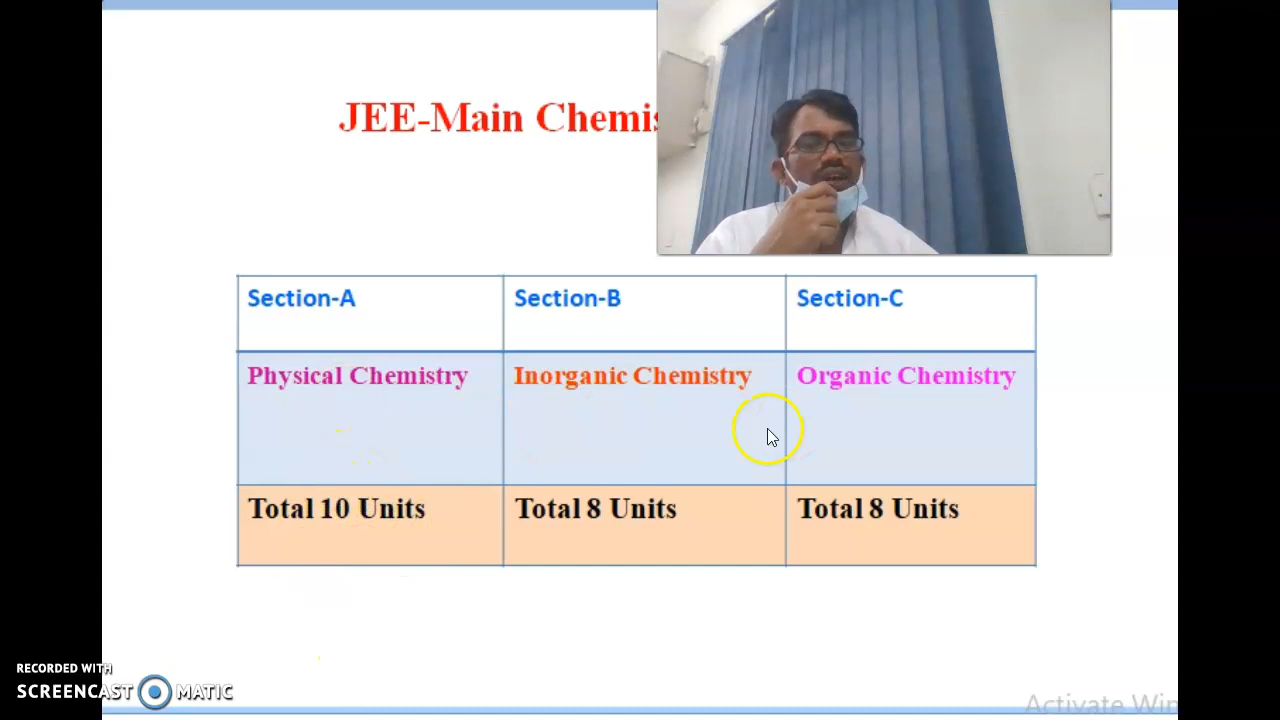 JEE-Main Chemis
Section-A Section-B Section-C
Physical Chemistry Inorganic Chemistry Organic Chemistry
Total 10 Units Total 8 Units Total 8 Units
RECORDED WITH
SCREENCAST MATIC
Activate Win